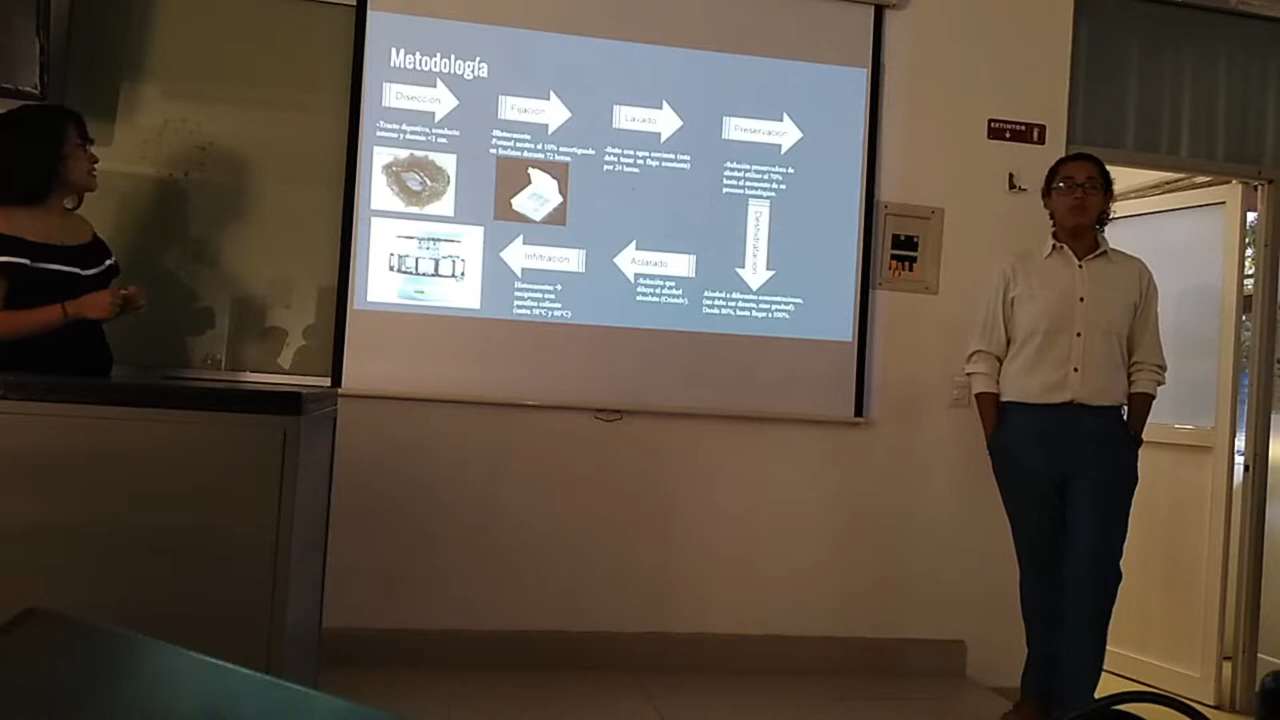 Metodología
Disección
-Tracto digestivo, conducto
interno y dermis <1 cm.
Fijación
-Histocassete
-Formol neutro al 10% amortiguado
en fosfatos durante 72 horas.
Lavado
-Baño con agua corriente (esta
debe tener un flujo constante)
por 24 horas.
Preservación
-Solución preservadora de
alcohol etílico al 70%
hasta el momento de su
proceso histológico.
Deshidratación
Alcohol a diferentes concentraciones.
(no debe ser directo, sino gradual)
Desde 80%, hasta llegar a 100%.
Aclarado
-Solución que
diluya el alcohol
absoluto (Citrisolv).
Infiltración
Histocassetes →
recipiente con
parafina caliente
(entre 58°C y 60°C)
EXTINTOR